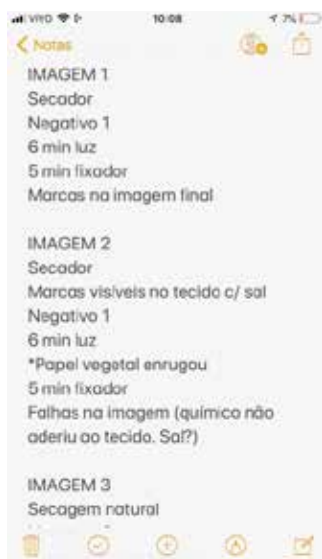 VIVO
10:08
7%
Notas
IMAGEM 1
Secador
Negativo 1
6 min luz
5 min fixador
Marcas na imagem final
IMAGEM 2
Secador
Marcas visíveis no tecido c/ sal
Negativo 1
6 min luz
*Papel vegetal enrugou
5 min fixador
Falhas na imagem (químico não
aderiu ao tecido. Sal?)
IMAGEM 3
Secagem natural